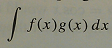 ∫ f(x)g(x) dx